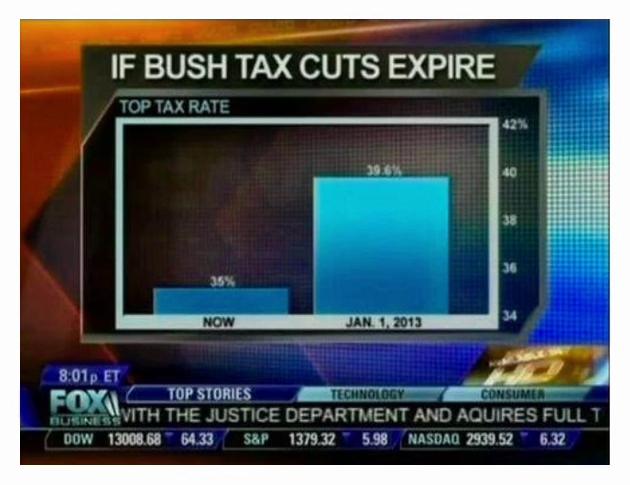 IF BUSH TAX CUTS EXPIRE
TOP TAX RATE
42%
39.6%
40
38
36
35%
34
NOW JAN. 1, 2013
HD
8:01p ET
TOP STORIES TECHNOLOGY CONSUMER
FOX
BUSINESS
WITH THE JUSTICE DEPARTMENT AND AQUIRES FULL T
DOW 13008.68 64.33 S&P 1379.32 5.98 NASDAQ 2939.52 6.32